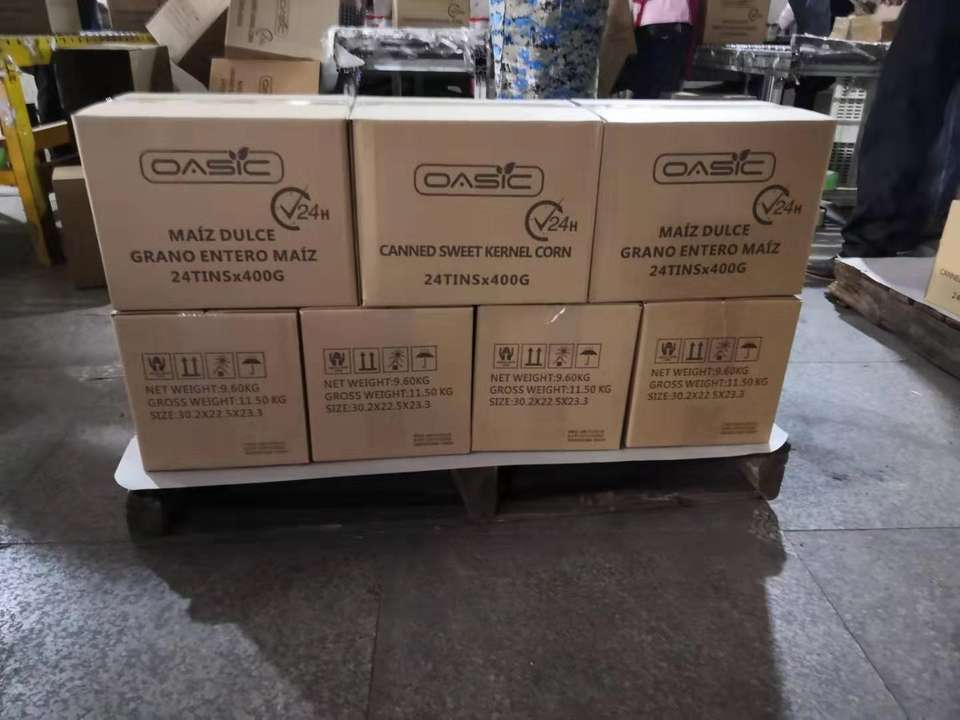 OASIC
24H
MAÍZ DULCE
GRANO ENTERO MAÍZ
24TINSx400G
OASIC
24H
CANNED SWEET KERNEL CORN
24TINSx400G
OASIC
24H
MAÍZ DULCE
GRANO ENTERO MAÍZ
24TINSx400G
NET WEIGHT:9.60KG
GROSS WEIGHT:11.50 KG
SIZE:30.2X22.5X23.3
NET WEIGHT:9.60KG
GROSS WEIGHT:11.50 KG
SIZE:30.2X22.5X23.3
NET WEIGHT:9.60KG
GROSS WEIGHT:11.50 KG
SIZE:30.2X22.5X23.3
NET WEIGHT:9.60KG
GROSS WEIGHT:11.50 KG
SIZE:30.2X22.5X23.3